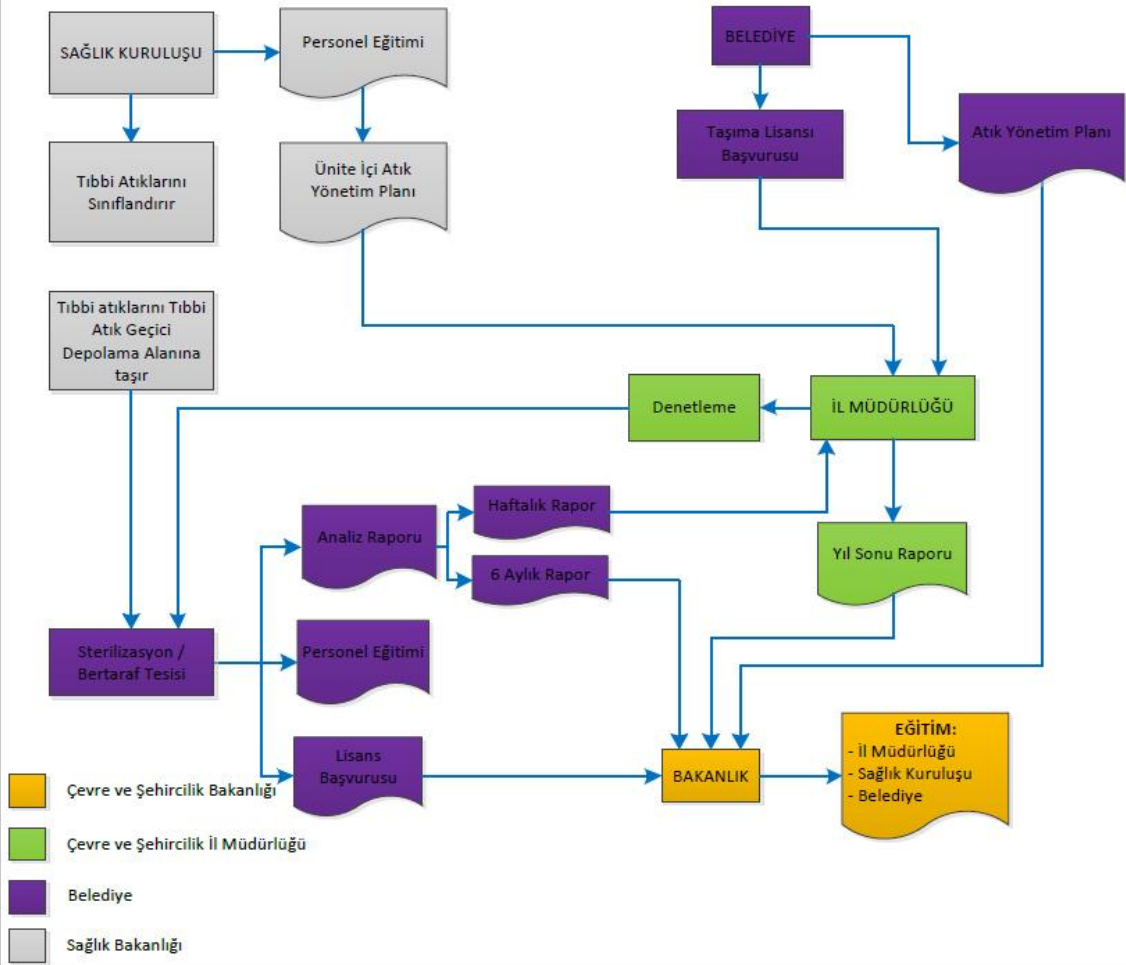 SAĞLIK KURULUŞU
Personel Eğitimi
BELEDİYE
Taşıma Lisansı
Başvurusu
Atık Yönetim Planı
Tıbbi Atıklarını
Sınıflandırır
Ünite İçi Atık
Yönetim Planı
Tıbbi atıklarını Tıbbi
Atık Geçici
Depolama Alanına
taşır
Denetleme
İL MÜDÜRLÜĞÜ
Analiz Raporu
Haftalık Rapor
6 Aylık Rapor
Yıl Sonu Raporu
Sterilizasyon /
Bertaraf Tesisi
Personel Eğitimi
Lisans
Başvurusu
BAKANLIK
EĞİTİM:
- İl Müdürlüğü
- Sağlık Kuruluşu
- Belediye
Çevre ve Şehircilik Bakanlığı
Çevre ve Şehircilik İl Müdürlüğü
Belediye
Sağlık Bakanlığı